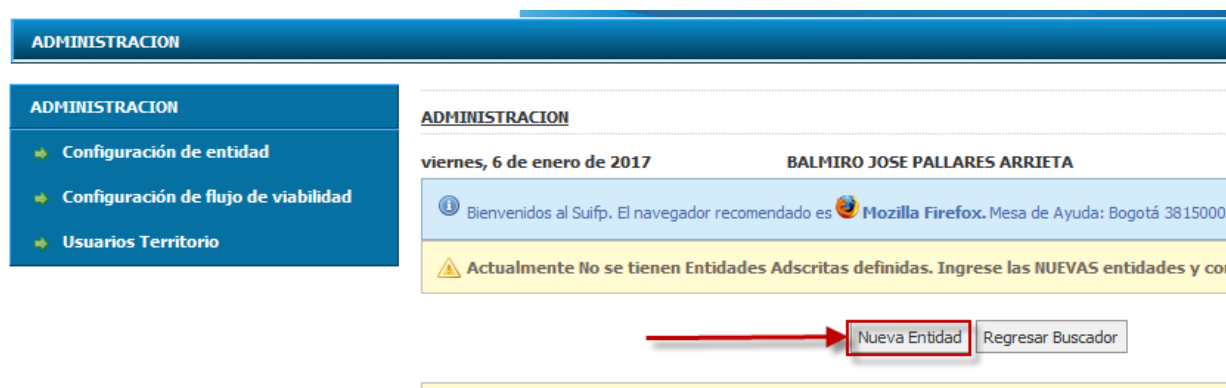 ADMINISTRACION
ADMINISTRACION
Configuración de entidad
Configuración de flujo de viabilidad
Usuarios Territorio
ADMINISTRACION
viernes, 6 de enero de 2017 BALMIRO JOSE PALLARES ARRIETA
Bienvenidos al Suifp. El navegador recomendado es Mozilla Firefox. Mesa de Ayuda: Bogotá 3815000
Actualmente No se tienen Entidades Adscritas definidas. Ingrese las NUEVAS entidades y
Nueva Entidad Regresar Buscador